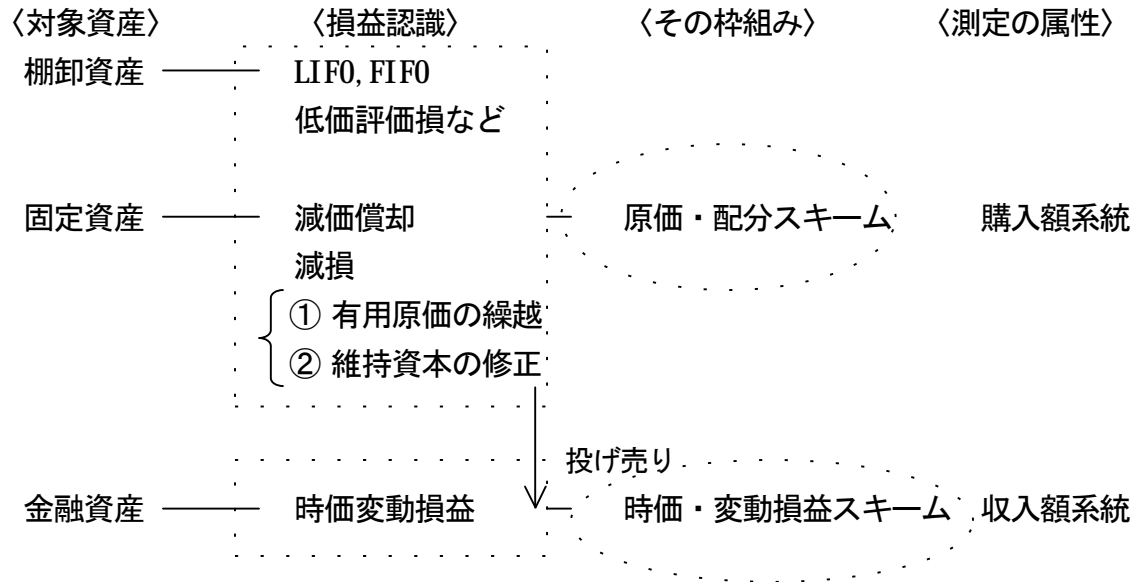 〈対象資産〉 〈損益認識〉 〈その枠組み〉 〈測定の属性〉
棚卸資産 LIFO, FIFO
低価評価損など
固定資産 減価償却 原価・配分スキーム 購入額系統
減損
① 有用原価の繰越
② 維持資本の修正
投げ売り
金融資産 時価変動損益 時価・変動損益スキーム 収入額系統